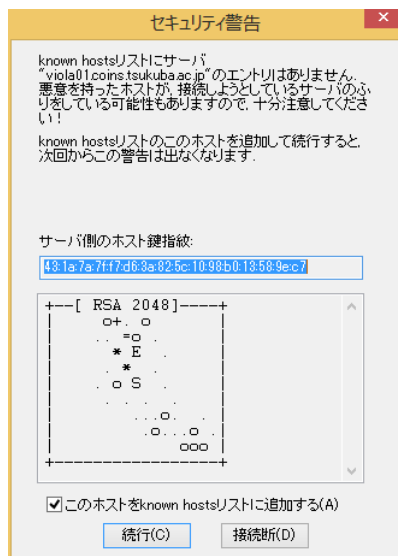 セキュリティ警告
known hostsリストにサーバ
"viola01.coins.tsukuba.ac.jp"のエントリはありません.
悪意を持ったホストが, 接続しようとしているサーバのふ
りをしている可能性もありますので, 十分注意してくださ
い!
known hostsリストのこのホストを追加して続行すると,
次回からこの警告は出なくなります.
サーバ側のホスト鍵指紋:
43:1a:7a:7f:f7:d6:3a:82:5c:10:98:b0:13:58:9e:c7
+--[ RSA 2048]----+
|     o+. o       |
|    . . =o .     |
|      * E  .     |
|     . *  .      |
|    . o S  .     |
|     . .  .  .   |
|        ...o.  . |
|         .o...o .|
|            ooo  |
+-----------------+
このホストをknown hostsリストに追加する(A)
続行(C) 接続断(D)